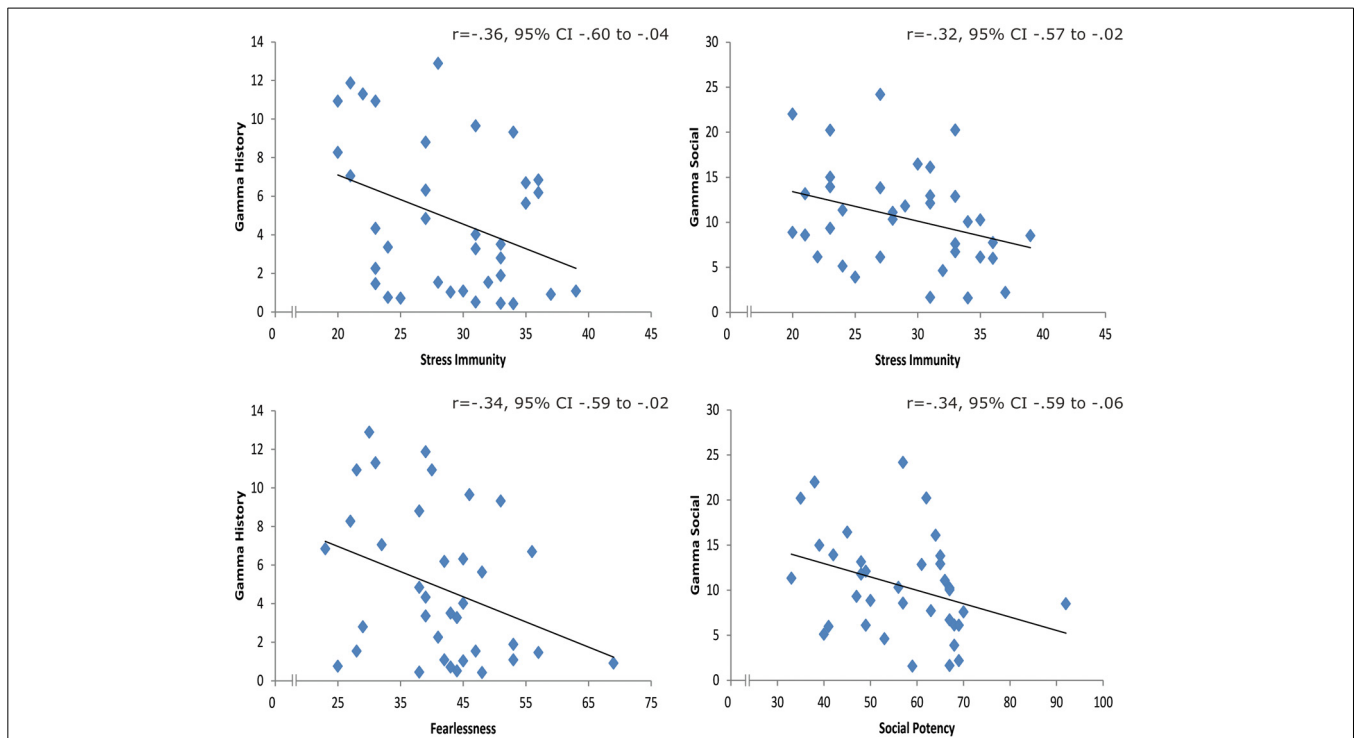 r=-.36, 95% CI -.60 to -.04
14
12
10
8
6
4
2
0
Gamma History
0 20 25 30 35 40 45
Stress Immunity
r=-.32, 95% CI -.57 to -.02
30
25
20
15
10
5
0
Gamma Social
0 20 25 30 35 40 45
Stress Immunity
r=-.34, 95% CI -.59 to -.02
14
12
10
8
6
4
2
0
Gamma History
0 25 35 45 55 65 75
Fearlessness
r=-.34, 95% CI -.59 to -.06
30
25
20
15
10
5
0
Gamma Social
0 30 40 50 60 70 80 90 100
Social Potency